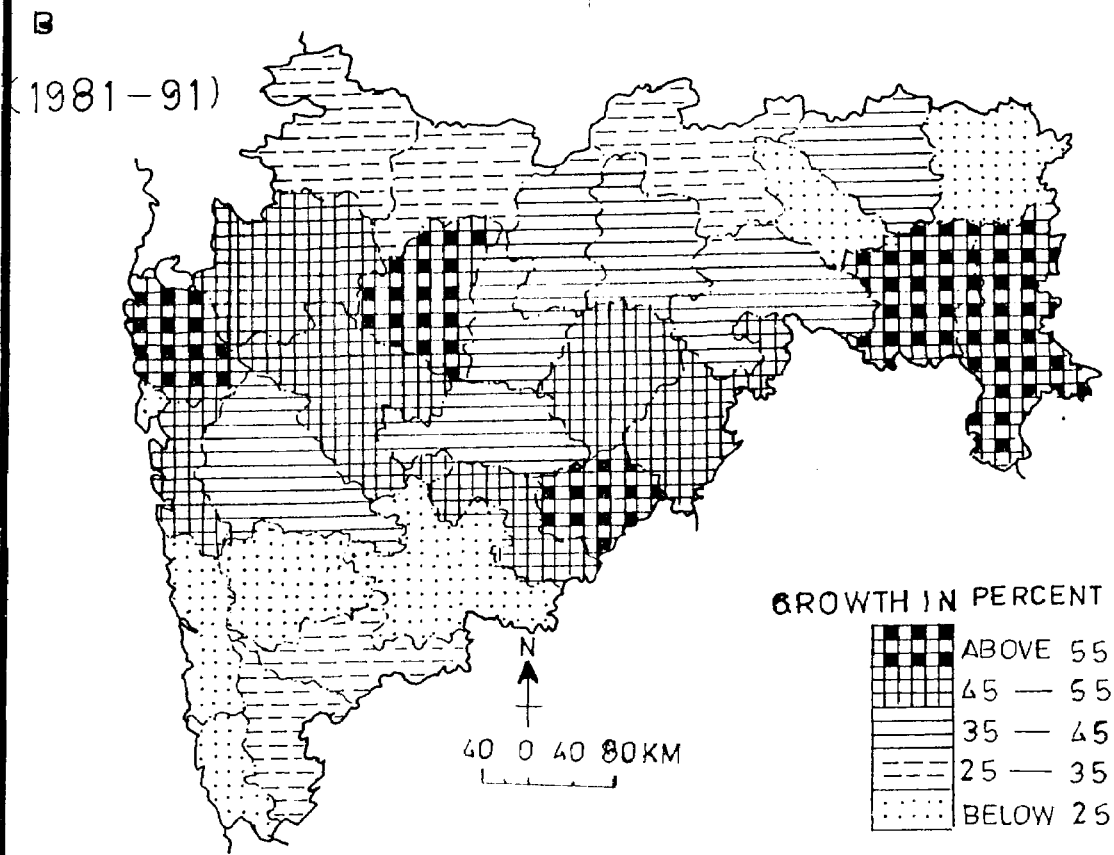 B
(1981-91)
GROWTH IN PERCENT
ABOVE 55
45 — 55
35 — 45
25 — 35
BELOW 25
N
40 0 40 80KM